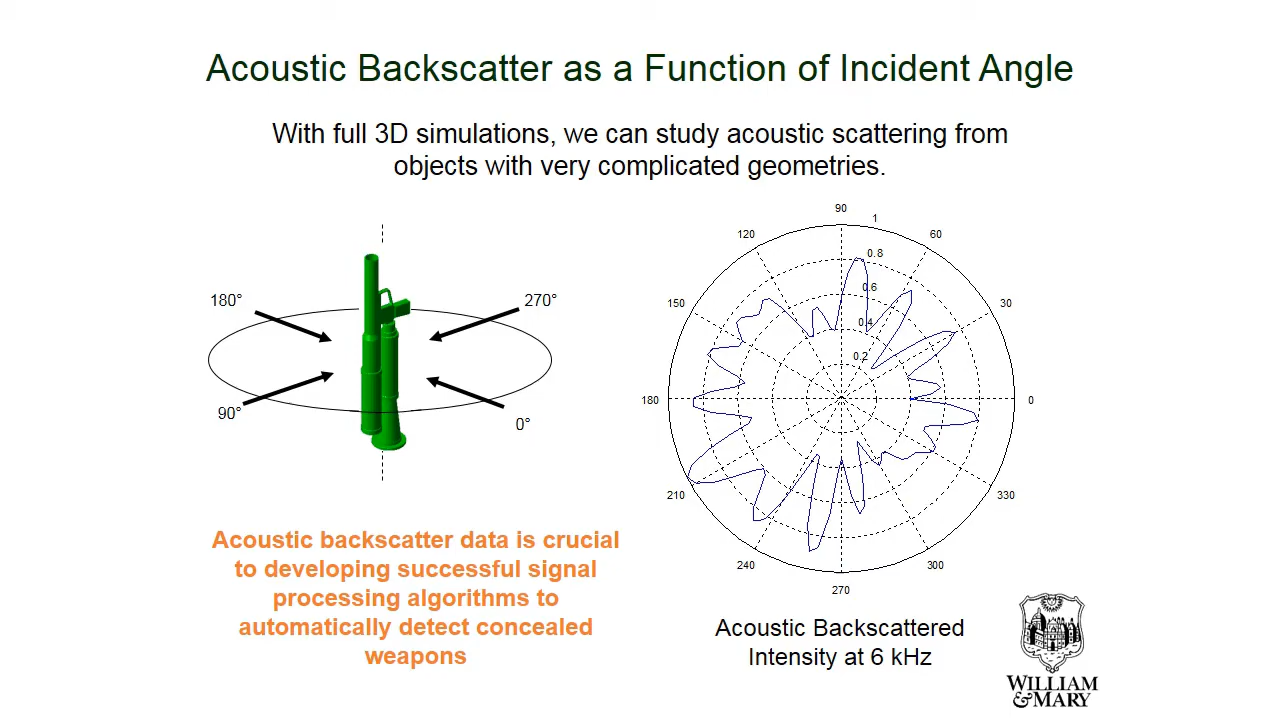 Acoustic Backscatter as a Function of Incident Angle
With full 3D simulations, we can study acoustic scattering from
objects with very complicated geometries.
180°
270°
90°
0°
Acoustic backscatter data is crucial
to developing successful signal
processing algorithms to
automatically detect concealed
weapons
90
1
120
60
0.8
0.6
150
30
0.4
0.2
180
0
210
330
240
300
270
Acoustic Backscattered
Intensity at 6 kHz
WILLIAM
& MARY